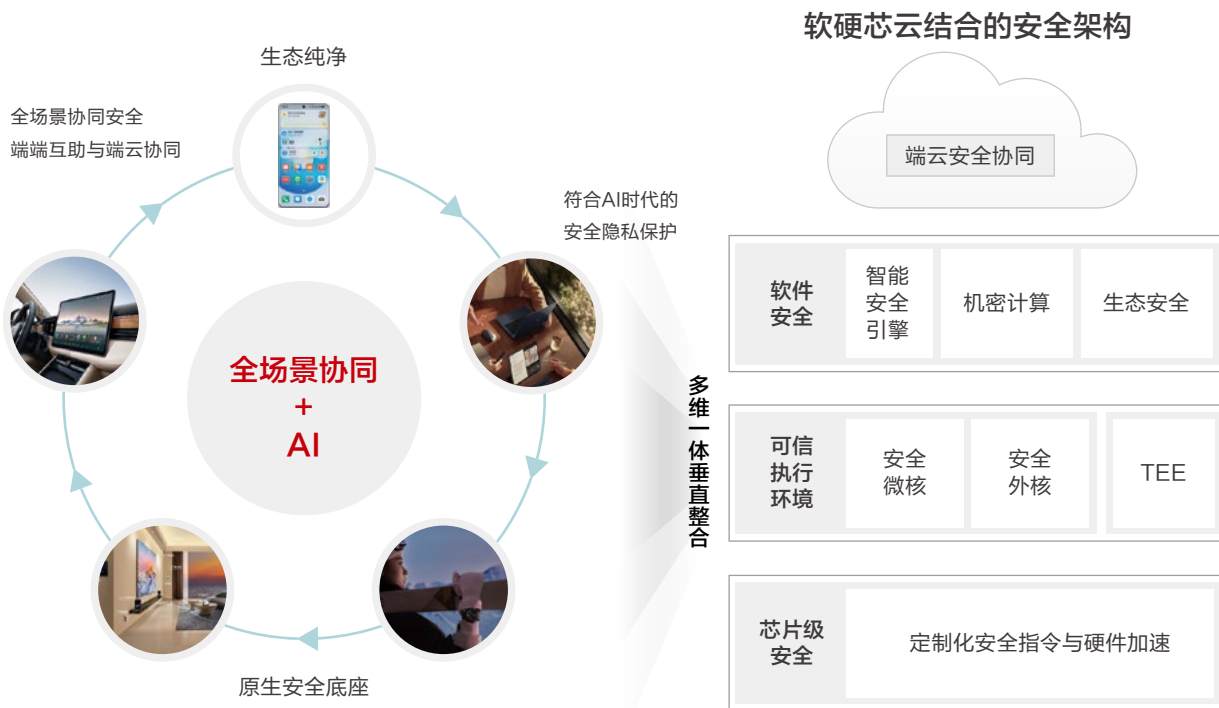 软硬芯云结合的安全架构
生态纯净
全场景协同安全
端端互助与端云协同
符合AI时代的
安全隐私保护
全场景协同
+
AI
原生安全底座
多维一体垂直整合
端云安全协同
软件
安全
智能
安全
引擎
机密计算
生态安全
可信
执行
环境
安全
微核
安全
外核
TEE
芯片级
安全
定制化安全指令与硬件加速